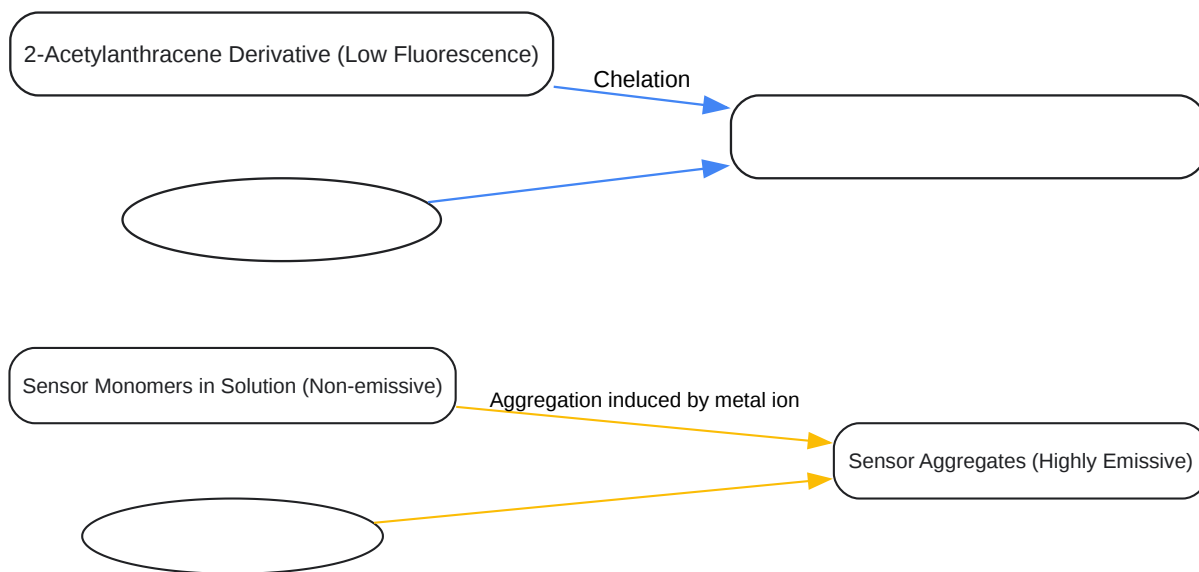 2-Acetylanthracene Derivative (Low Fluorescence)
Chelation
Sensor Monomers in Solution (Non-emissive)
Aggregation induced by metal ion
Sensor Aggregates (Highly Emissive)